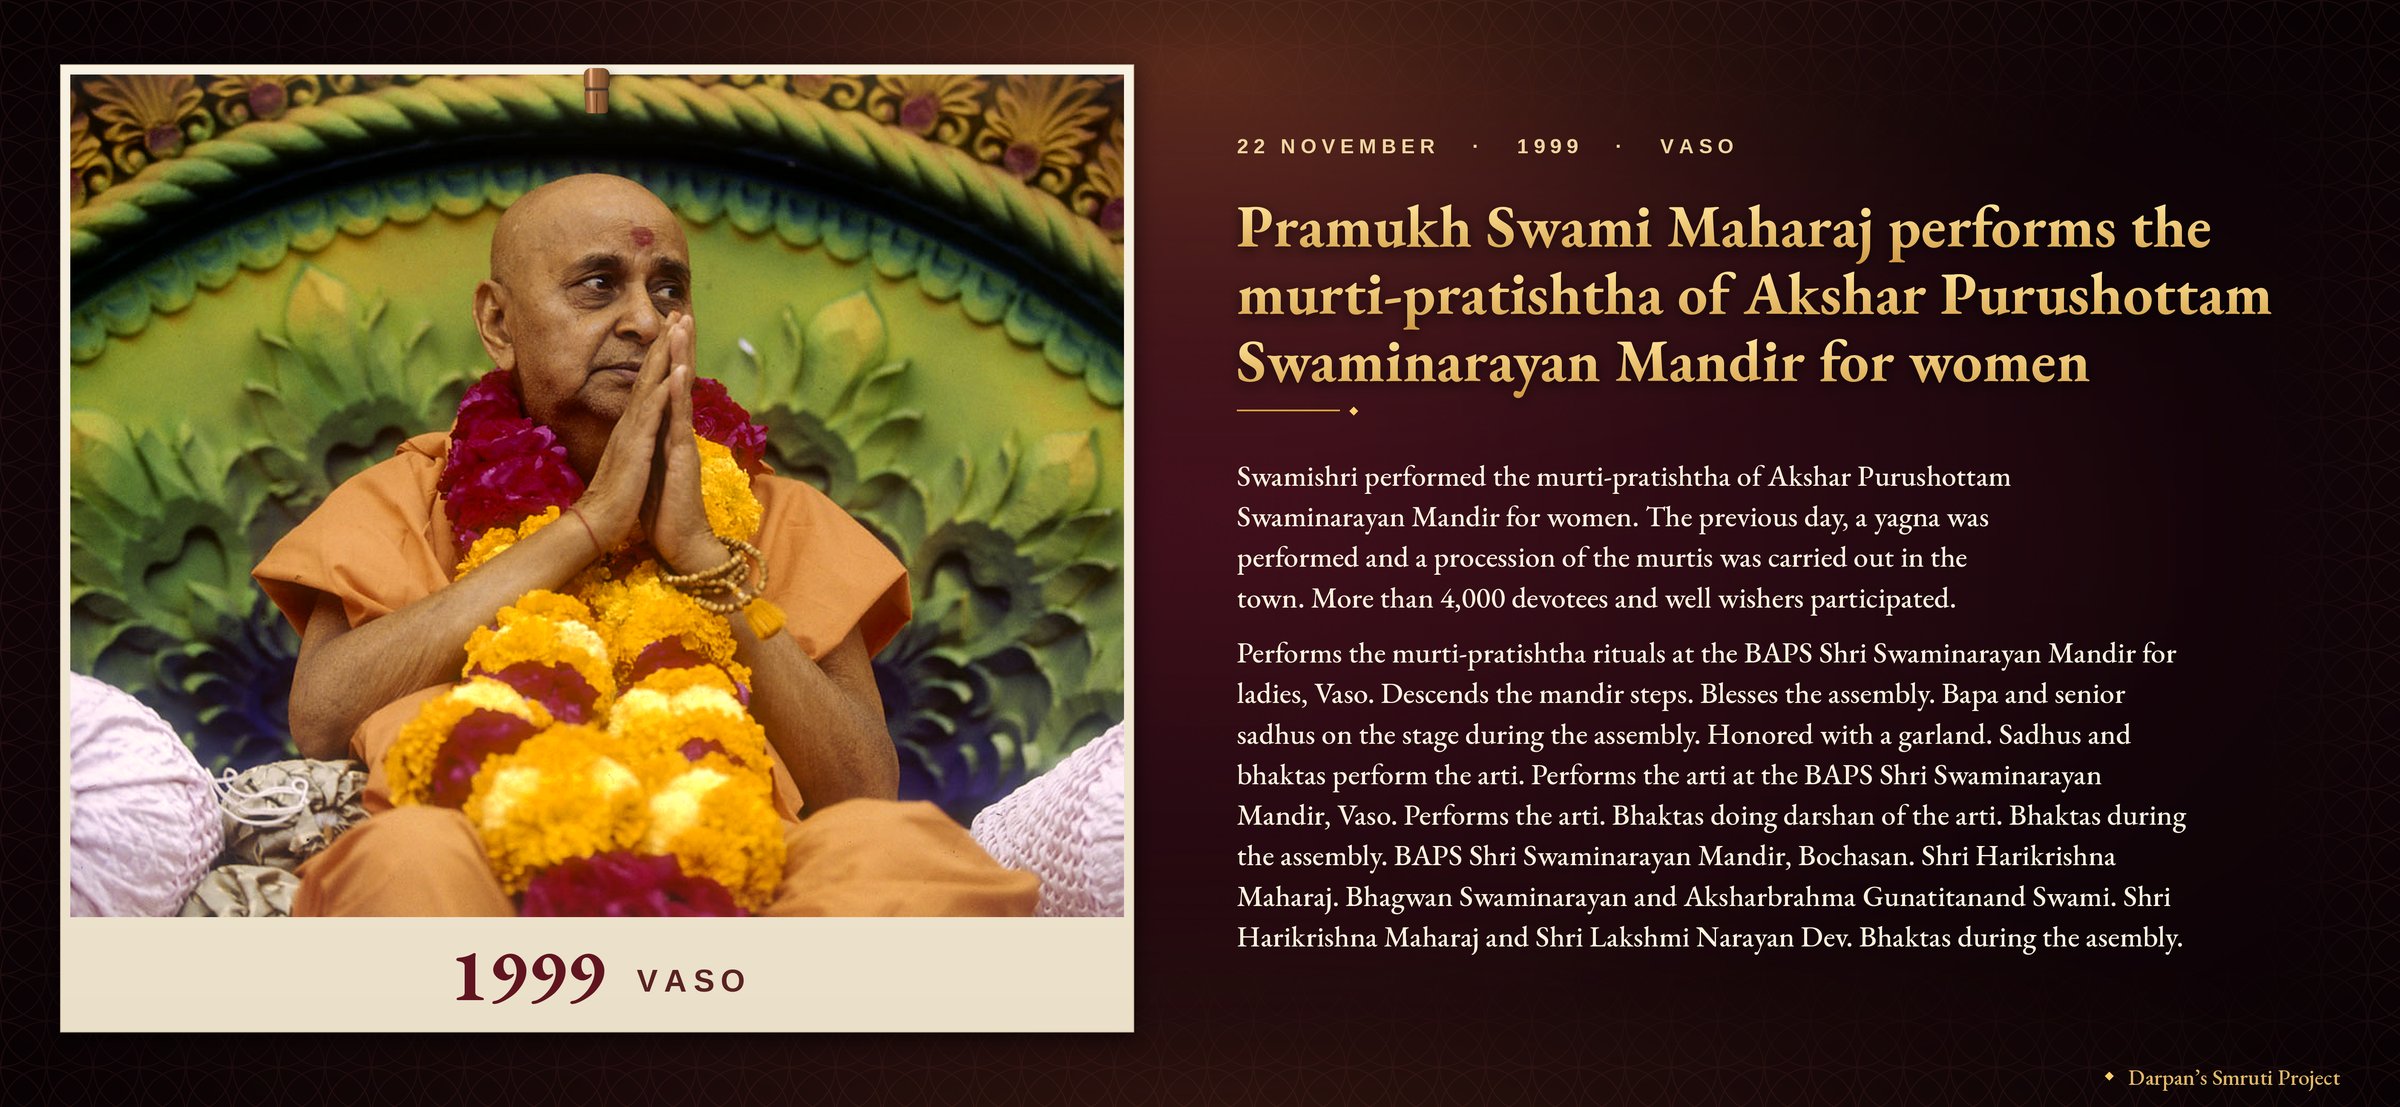 22 NOVEMBER · 1999 · VASO
Pramukh Swami Maharaj performs the
murti-pratishtha of Akshar Purushottam
Swaminarayan Mandir for women
Swamishri performed the murti-pratishtha of Akshar Purushottam
Swaminarayan Mandir for women. The previous day, a yagna was
performed and a procession of the murtis was carried out in the
town. More than 4,000 devotees and well wishers participated.
Performs the murti-pratishtha rituals at the BAPS Shri Swaminarayan Mandir for
ladies, Vaso. Descends the mandir steps. Blesses the assembly. Bapa and senior
sadhus on the stage during the assembly. Honored with a garland. Sadhus and
bhaktas perform the arti. Performs the arti at the BAPS Shri Swaminarayan
Mandir, Vaso. Performs the arti. Bhaktas doing darshan of the arti. Bhaktas during
the assembly. BAPS Shri Swaminarayan Mandir, Bochasan. Shri Harikrishna
Maharaj. Bhagwan Swaminarayan and Aksharbrahma Gunatitanand Swami. Shri
Harikrishna Maharaj and Shri Lakshmi Narayan Dev. Bhaktas during the asembly.
1999 VASO
Darpan’s Smruti Project